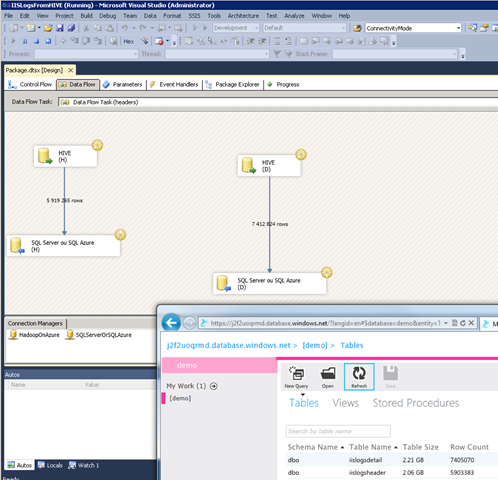 IISLogsFromHIVE (Running) - Microsoft Visual Studio (Administrator)
File Edit View Project Build Debug Team Data Format SSIS Tools Architecture Test Analyze Window Help
Development Default ConnectivityMode
Hex
Process: Thread: Stack Frame:
Package.dtsx [Design] X
Control Flow Data Flow Parameters Event Handlers Package Explorer Progress
Data Flow Task: Data Flow Task (headers)
HIVE
(H)
HIVE
(D)
5 919 265 rows
7 412 824 rows
SQL Server ou SQL Azure
(H)
SQL Server ou SQL Azure
(D)
Connection Managers
HadoopOnAzure SQLServerOrSQLAzure
Autos
Name Value
Autos Locals Watch 1
https://j2f2uoqrmd.database.windows.net/?langid=en#$database=demo&entity=T
j2f2uoqrmd.database.windows.net > [demo] > Tables
demo
My Work (1)
[demo]
New Query Open Refresh Save
Tables Views Stored Procedures
Search by table name
Schema Name Table Name Table Size Row Count
dbo iislogsdetail 2.21 GB 7405070
dbo iislogsheader 2.06 GB 5903383